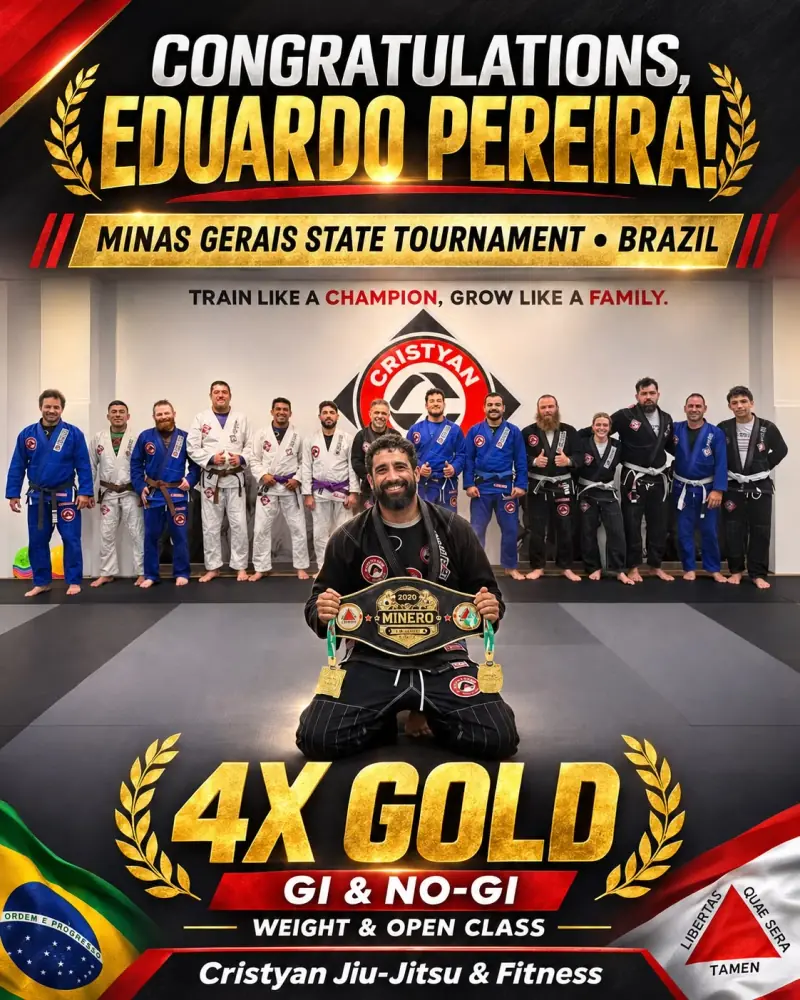 CONGRATULATIONS,
EDUARDO PEREIRA!
MINAS GERAIS STATE TOURNAMENT • BRAZIL
TRAIN LIKE A CHAMPION, GROW LIKE A FAMILY.
CRISTYAN
2020
MINERO
4X GOLD
GI & NO-GI
WEIGHT & OPEN CLASS
Cristyan Jiu-Jitsu & Fitness
ORDEM E PROGRESSO
LIBERTAS QUAE SERA
TAMEN